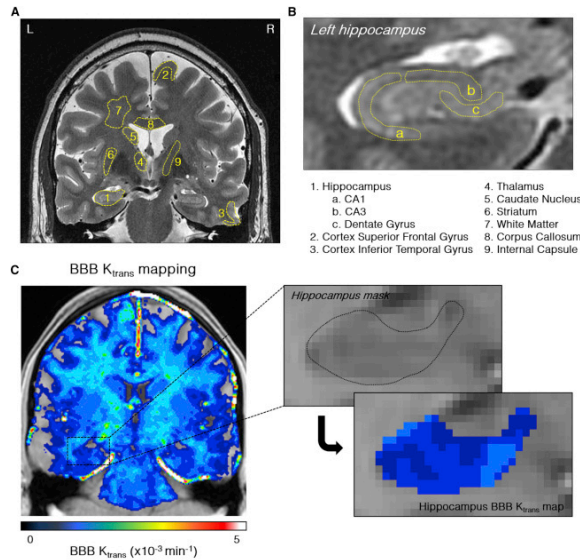 A
L
R
2
7
8
5
6
4
9
1
3
B
Left hippocampus
b
c
a
1. Hippocampus
a. CA1
b. CA3
c. Dentate Gyrus
2. Cortex Superior Frontal Gyrus
3. Cortex Inferior Temporal Gyrus
4. Thalamus
5. Caudate Nucleus
6. Striatum
7. White Matter
8. Corpus Callosum
9. Internal Capsule
C
BBB Ktrans mapping
Hippocampus mask
Hippocampus BBB Ktrans map
0
5
BBB Ktrans (x10-3 min-1)